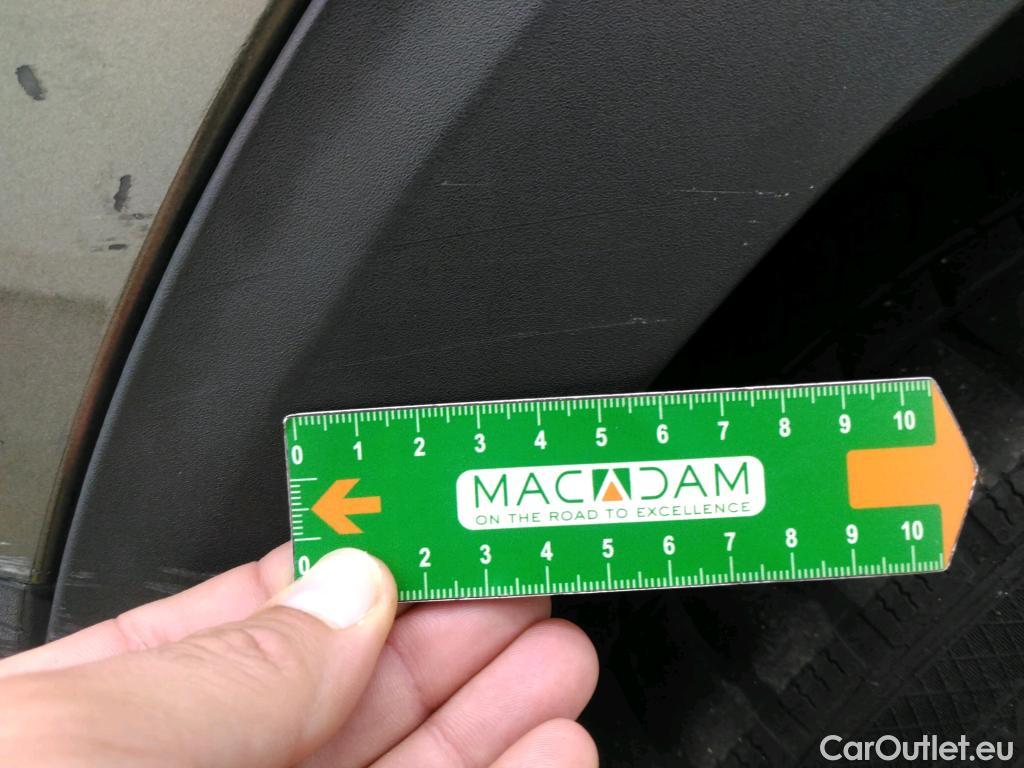 0 1 2 3 4 5 6 7 8 9 10
MACADAM
ON THE ROAD TO EXCELLENCE
0 2 3 4 5 6 7 8 9 10
CarOutlet.eu